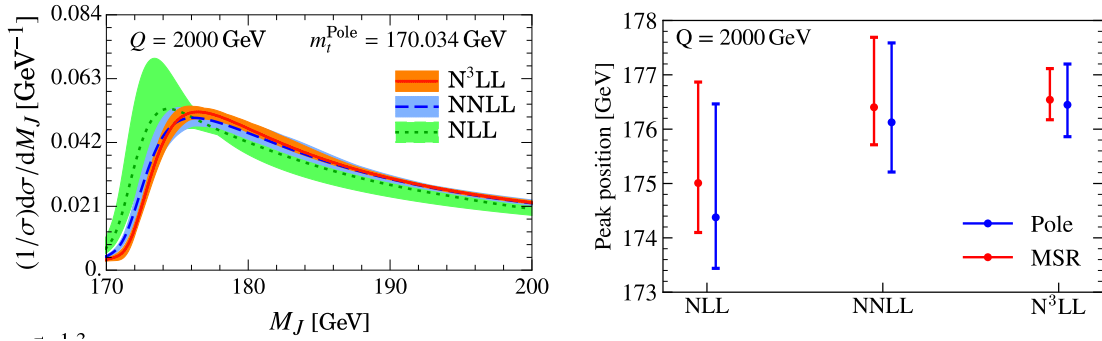 0.084
0.063
0.042
0.021
0.
(1/σ)dσ/dM_J [GeV⁻¹]
Q = 2000 GeV
m_t^Pole = 170.034 GeV
N³LL
NNLL
NLL
170
180
190
200
M_J [GeV]
178
177
176
175
174
173
Peak position [GeV]
Q = 2000 GeV
Pole
MSR
NLL
NNLL
N³LL